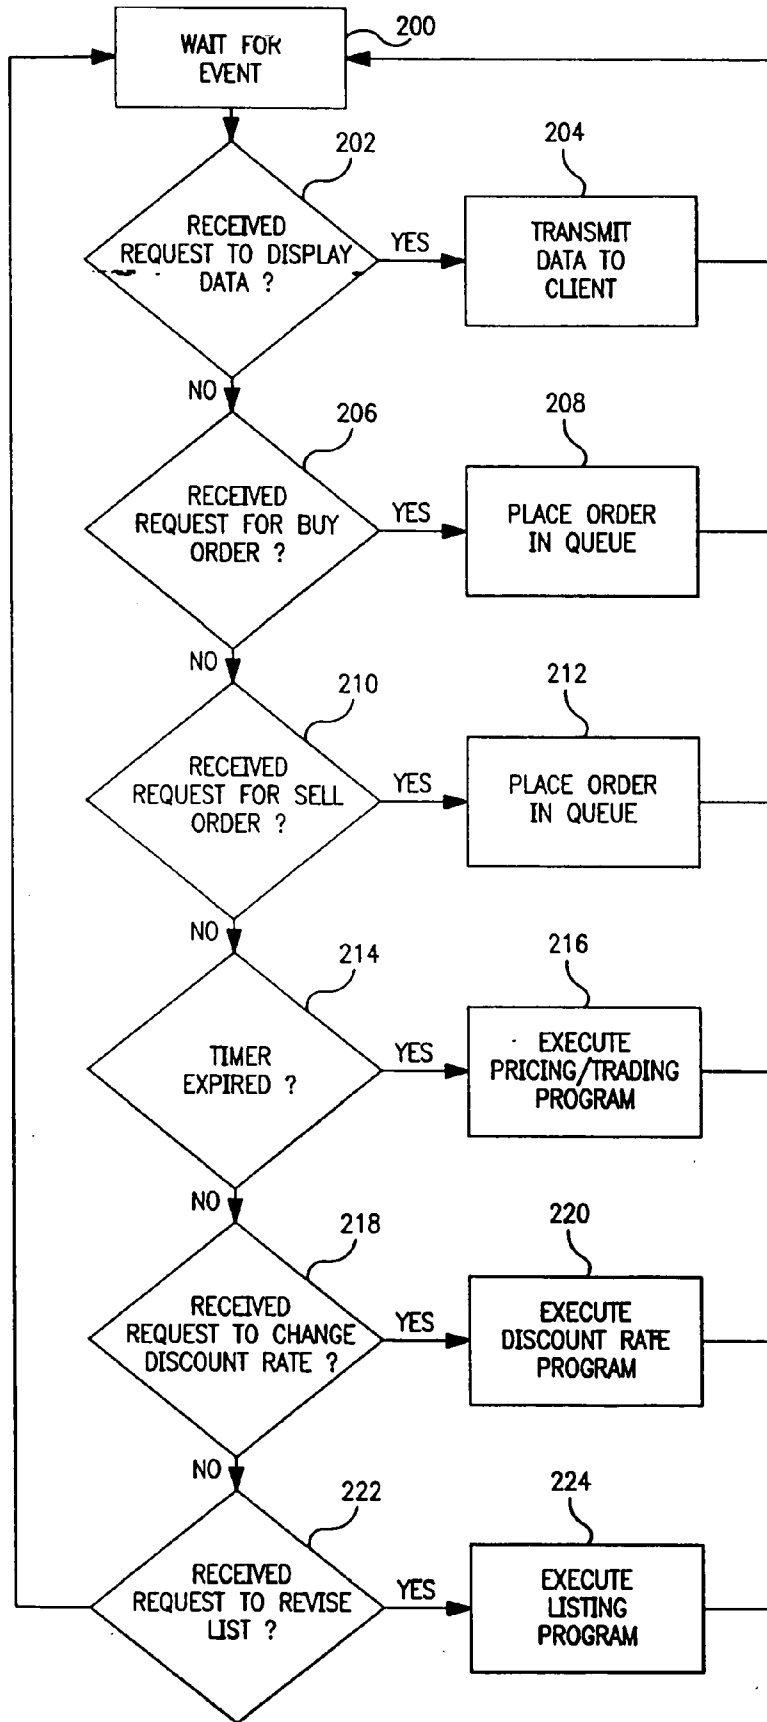 200
WAIT FOR
EVENT
202
204
RECEIVED
REQUEST TO DISPLAY
DATA ?
YES
TRANSMIT
DATA TO
CLIENT
NO
206
208
RECEIVED
REQUEST FOR BUY
ORDER ?
YES
PLACE ORDER
IN QUEUE
NO
210
212
RECEIVED
REQUEST FOR SELL
ORDER ?
YES
PLACE ORDER
IN QUEUE
NO
214
216
TIMER
EXPIRED ?
YES
EXECUTE
PRICING/TRADING
PROGRAM
NO
218
220
RECEIVED
REQUEST TO CHANGE
DISCOUNT RATE ?
YES
EXECUTE
DISCOUNT RATE
PROGRAM
NO
222
224
RECEIVED
REQUEST TO REVISE
LIST ?
YES
EXECUTE
LISTING
PROGRAM